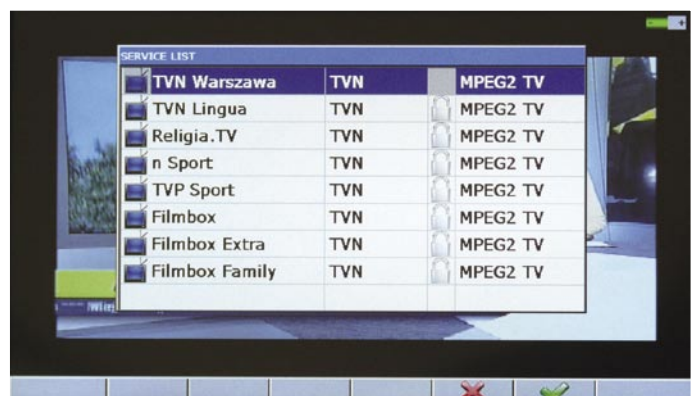 SERVICE LIST
TVN Warszawa TVN MPEG2 TV
TVN Lingua TVN MPEG2 TV
Religia.TV TVN MPEG2 TV
n Sport TVN MPEG2 TV
TVP Sport TVN MPEG2 TV
Filmbox TVN MPEG2 TV
Filmbox Extra TVN MPEG2 TV
Filmbox Family TVN MPEG2 TV